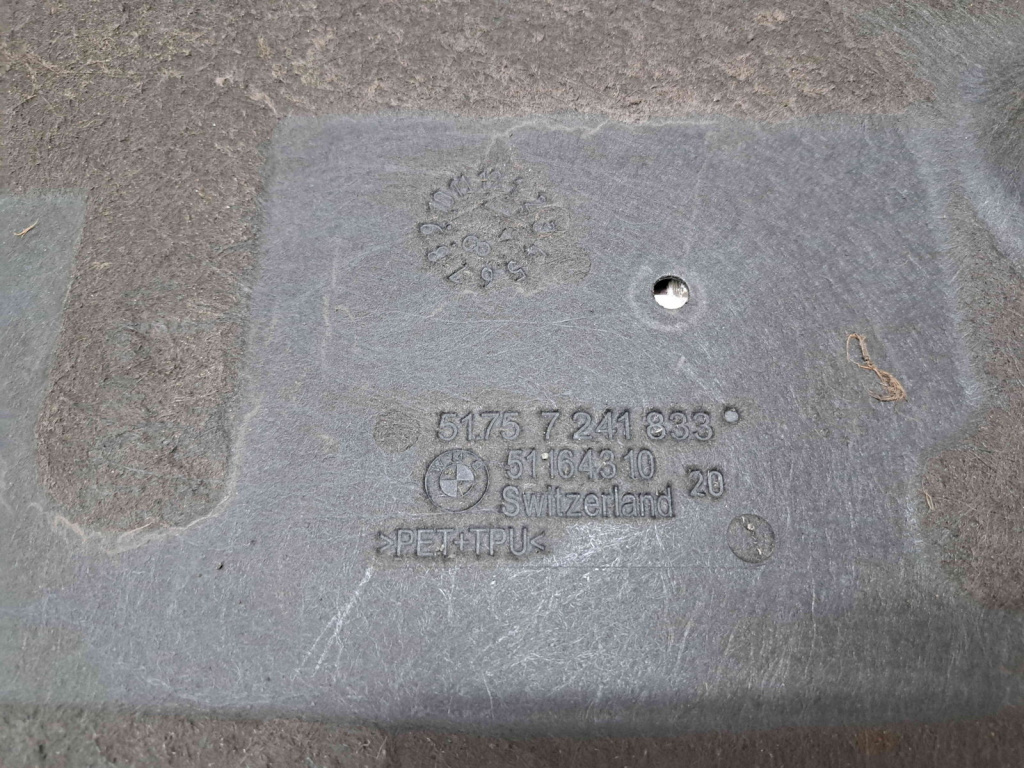 5175 7 241 833
51164310
Switzerland 20
>PET+TPU<